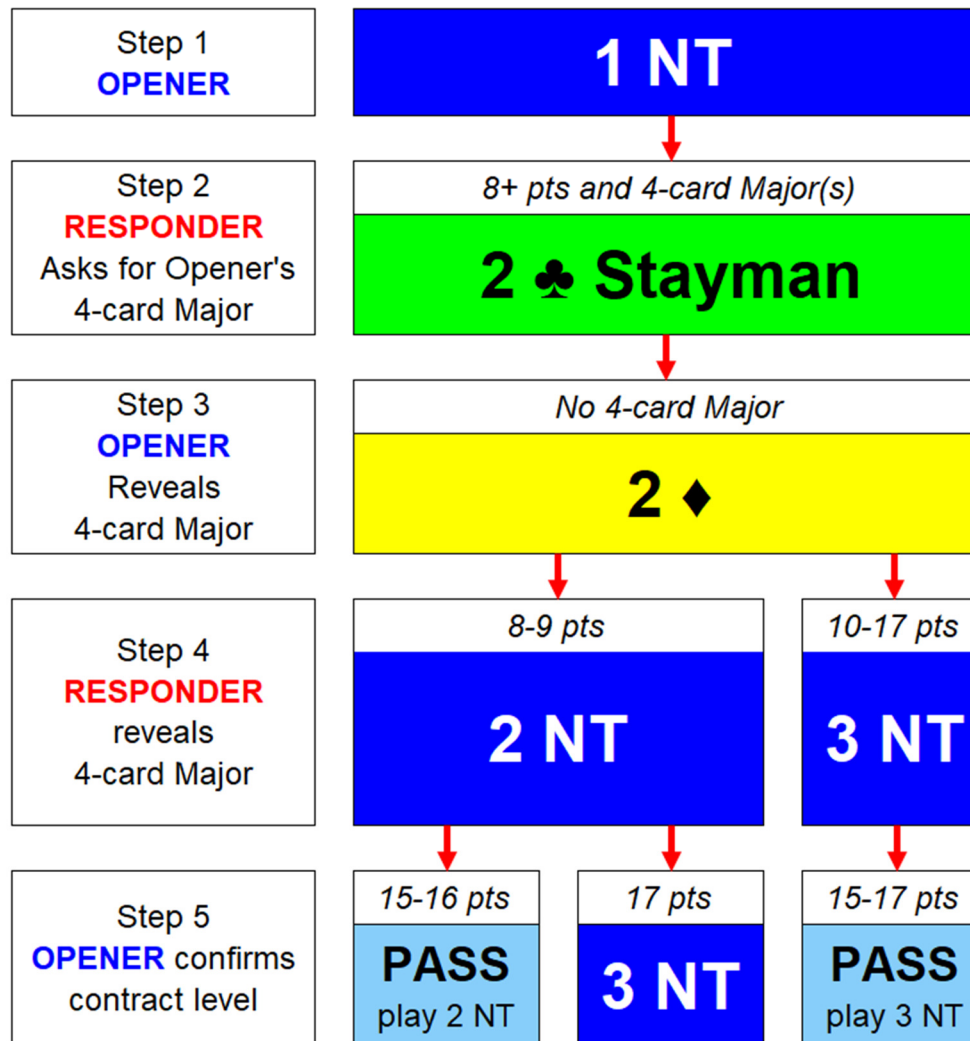 Step 1
OPENER
1 NT
Step 2
RESPONDER
Asks for Opener's
4-card Major
8+ pts and 4-card Major(s)
2 ♣ Stayman
Step 3
OPENER
Reveals
4-card Major
No 4-card Major
2 ♦
Step 4
RESPONDER
reveals
4-card Major
8-9 pts
2 NT
10-17 pts
3 NT
Step 5
OPENER confirms
contract level
15-16 pts
PASS
play 2 NT
17 pts
3 NT
15-17 pts
PASS
play 3 NT